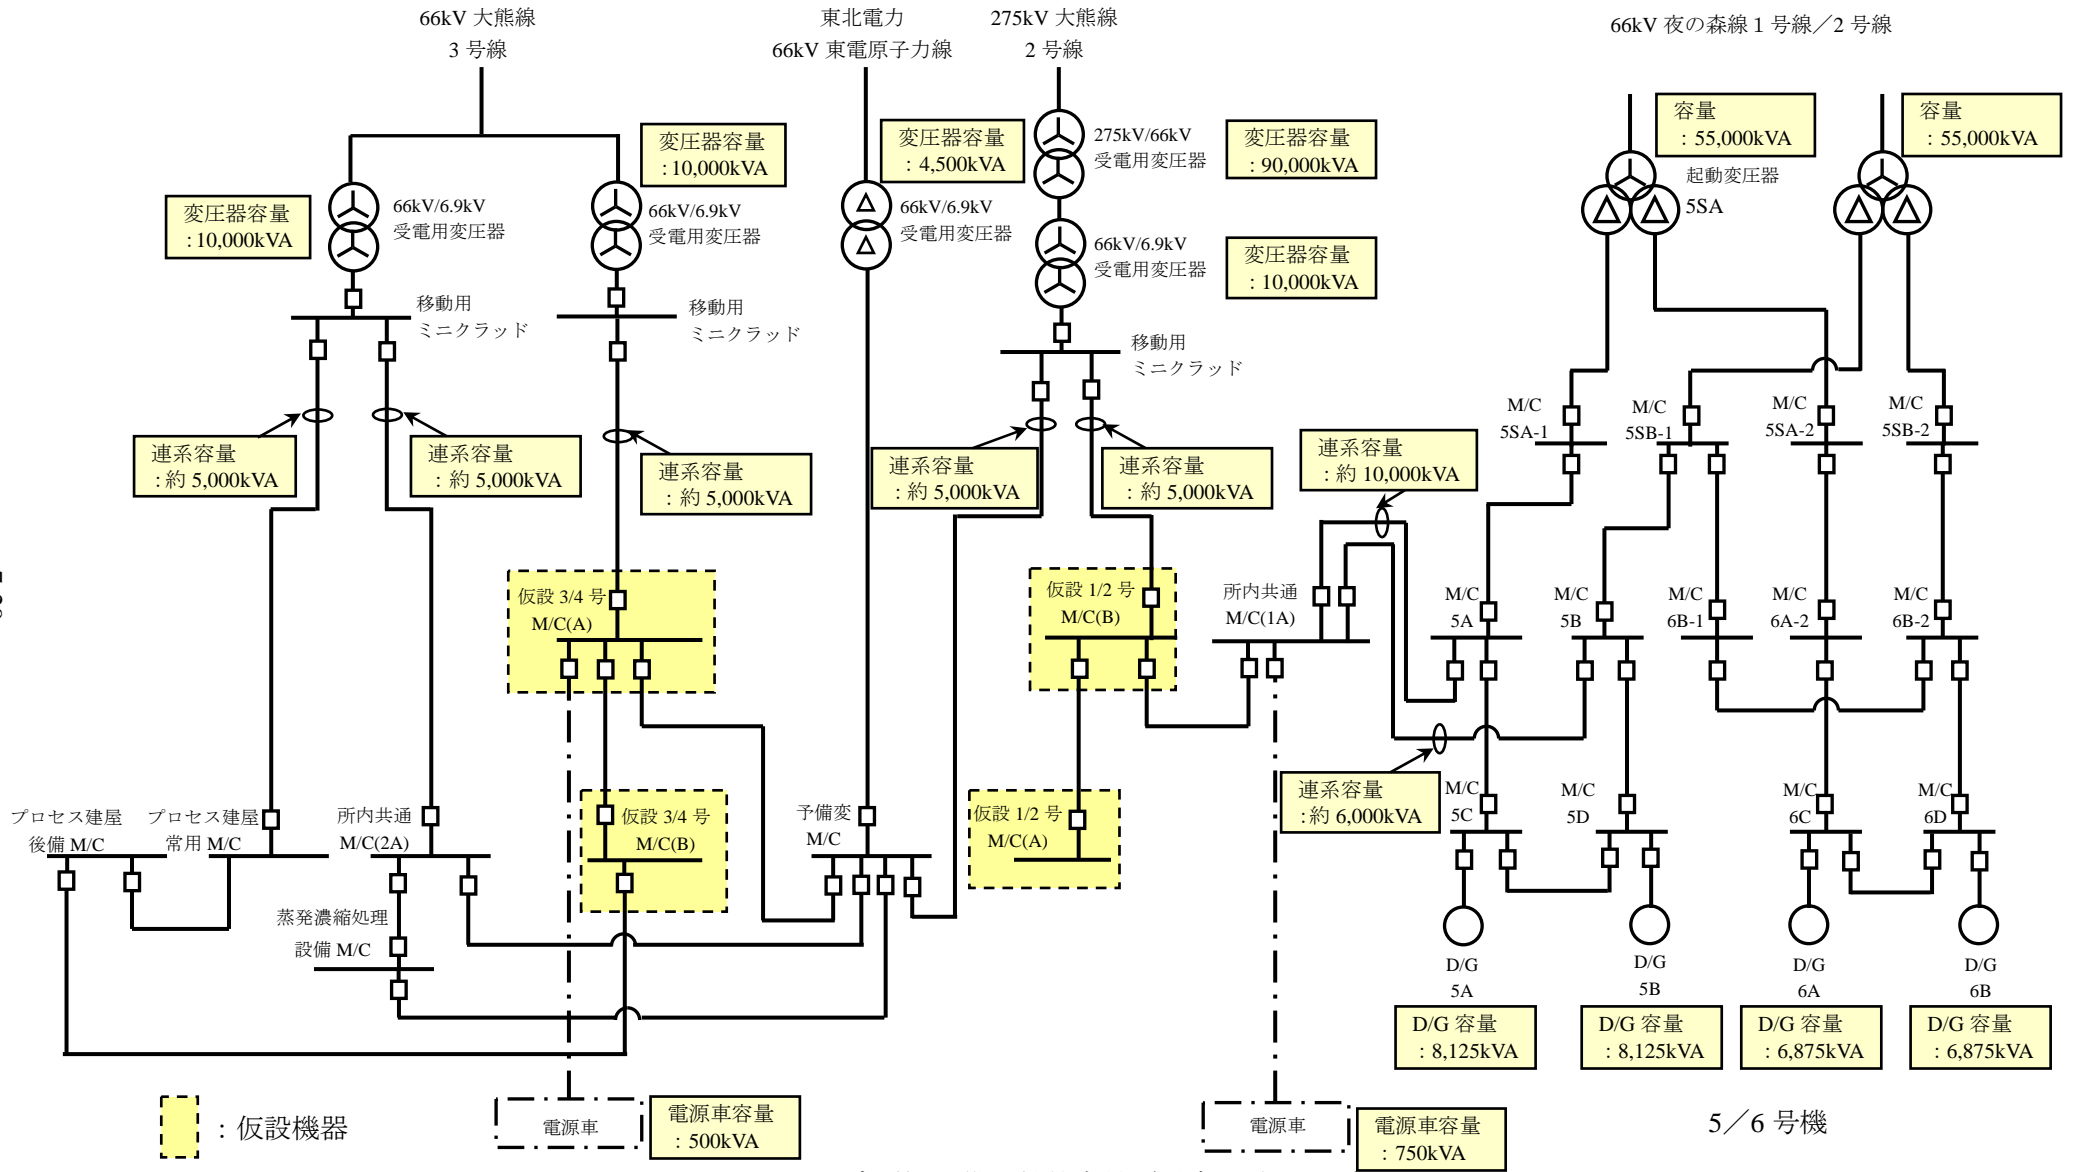 66kV 大熊線
3 号線
東北電力
66kV 東電原子力線
275kV 大熊線
2 号線
66kV 夜の森線 1 号線／2 号線
変圧器容量
：10,000kVA
66kV/6.9kV
受電用変圧器
変圧器容量
：10,000kVA
66kV/6.9kV
受電用変圧器
変圧器容量
：4,500kVA
66kV/6.9kV
受電用変圧器
275kV/66kV
受電用変圧器
変圧器容量
：90,000kVA
66kV/6.9kV
受電用変圧器
変圧器容量
：10,000kVA
容量
：55,000kVA
起動変圧器
5SA
容量
：55,000kVA
移動用
ミニクラッド
移動用
ミニクラッド
移動用
ミニクラッド
連系容量
：約 5,000kVA
連系容量
：約 5,000kVA
連系容量
：約 5,000kVA
連系容量
：約 5,000kVA
連系容量
：約 5,000kVA
連系容量
：約 10,000kVA
M/C
5SA-1
M/C
5SB-1
M/C
5SA-2
M/C
5SB-2
仮設 3/4 号
M/C(A)
仮設 1/2 号
M/C(B)
所内共通
M/C(1A)
M/C
5A
M/C
5B
M/C
6B-1
M/C
6A-2
M/C
6B-2
連系容量
：約 6,000kVA
プロセス建屋
後備 M/C
プロセス建屋
常用 M/C
所内共通
M/C(2A)
仮設 3/4 号
M/C(B)
予備変
M/C
仮設 1/2 号
M/C(A)
M/C
5C
M/C
5D
M/C
6C
M/C
6D
蒸発濃縮処理
設備 M/C
D/G
5A
D/G
5B
D/G
6A
D/G
6B
D/G 容量
：8,125kVA
D/G 容量
：8,125kVA
D/G 容量
：6,875kVA
D/G 容量
：6,875kVA
：仮設機器
電源車
電源車容量
：500kVA
電源車
電源車容量
：750kVA
5／6 号機